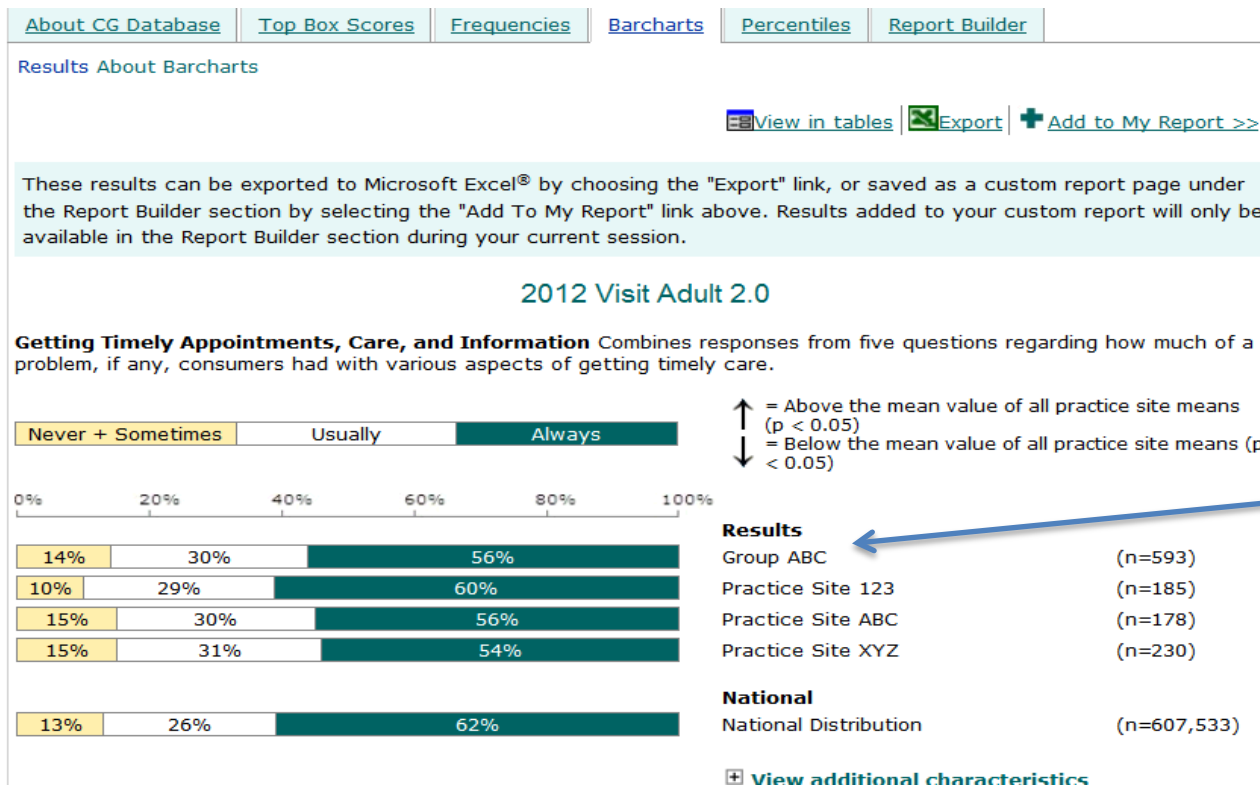 About CG Database Top Box Scores Frequencies Barcharts Percentiles Report Builder
Results About Barcharts
View in tables Export Add to My Report >>
These results can be exported to Microsoft Excel® by choosing the "Export" link, or saved as a custom report page under
the Report Builder section by selecting the "Add To My Report" link above. Results added to your custom report will only be
available in the Report Builder section during your current session.
2012 Visit Adult 2.0
Getting Timely Appointments, Care, and Information Combines responses from five questions regarding how much of a
problem, if any, consumers had with various aspects of getting timely care.
Never + Sometimes Usually Always
↑ = Above the mean value of all practice site means
(p < 0.05)
↓ = Below the mean value of all practice site means (p
< 0.05)
0% 20% 40% 60% 80% 100%
Results
14% 30% 56% Group ABC (n=593)
10% 29% 60% Practice Site 123 (n=185)
15% 30% 56% Practice Site ABC (n=178)
15% 31% 54% Practice Site XYZ (n=230)
National
13% 26% 62% National Distribution (n=607,533)
View additional characteristics